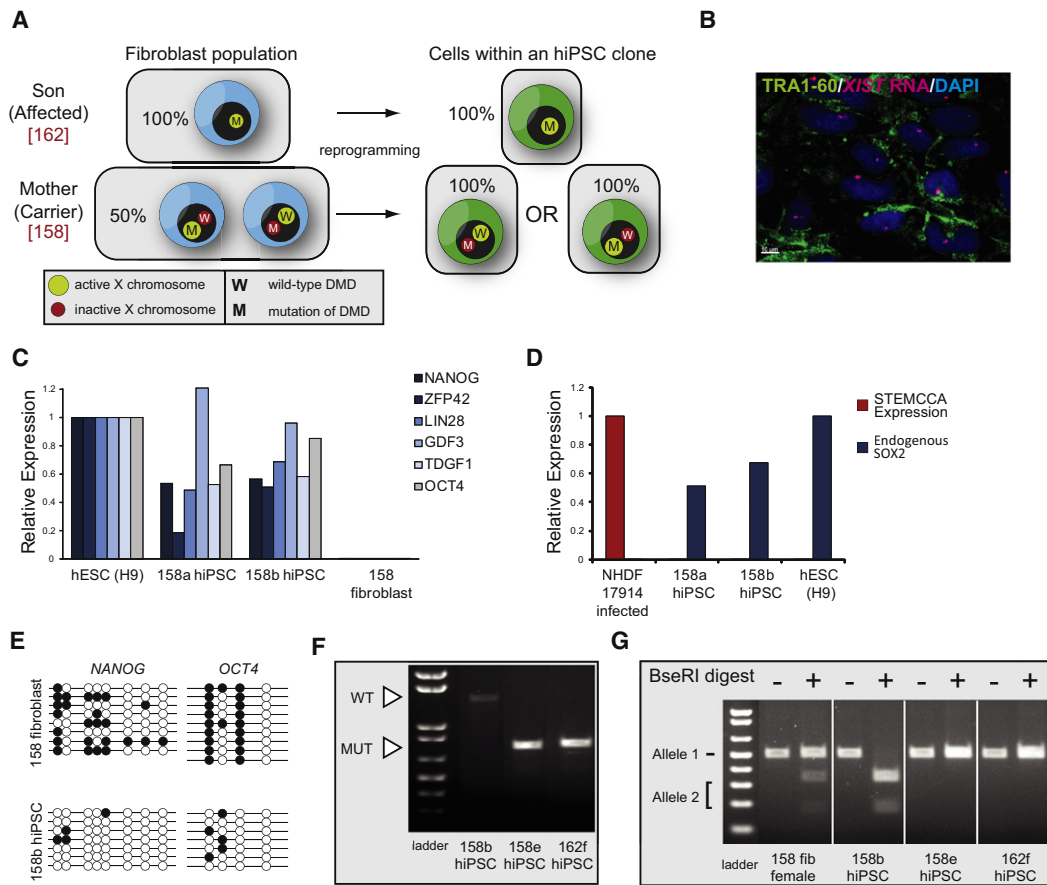 A
Fibroblast population
Cells within an hiPSC clone
Son
(Affected)
[162]
100%
reprogramming
100%
M
M
Mother
(Carrier)
[158]
50%
M W
M W
100%
M W
OR
100%
M W
active X chromosome
W wild-type DMD
inactive X chromosome
M mutation of DMD
B
TRA1-60/XIST RNA/DAPI
10 µm
C
Relative Expression
1.2
1
0.8
0.6
0.4
0.2
0
hESC (H9)
158a hiPSC
158b hiPSC
158
fibroblast
NANOG
ZFP42
LIN28
GDF3
TDGF1
OCT4
D
Relative Expression
1.2
1
0.8
0.6
0.4
0.2
0
NHDF
17914
infected
158a
hiPSC
158b
hiPSC
hESC
(H9)
STEMCCA
Expression
Endogenous
SOX2
E
NANOG
OCT4
158 fibroblast
158b hiPSC
F
WT
MUT
ladder
158b
hiPSC
158e
hiPSC
162f
hiPSC
G
BseRI digest
- + - + - + - +
Allele 1
Allele 2
ladder
158 fib
female
158b
hiPSC
158e
hiPSC
162f
hiPSC